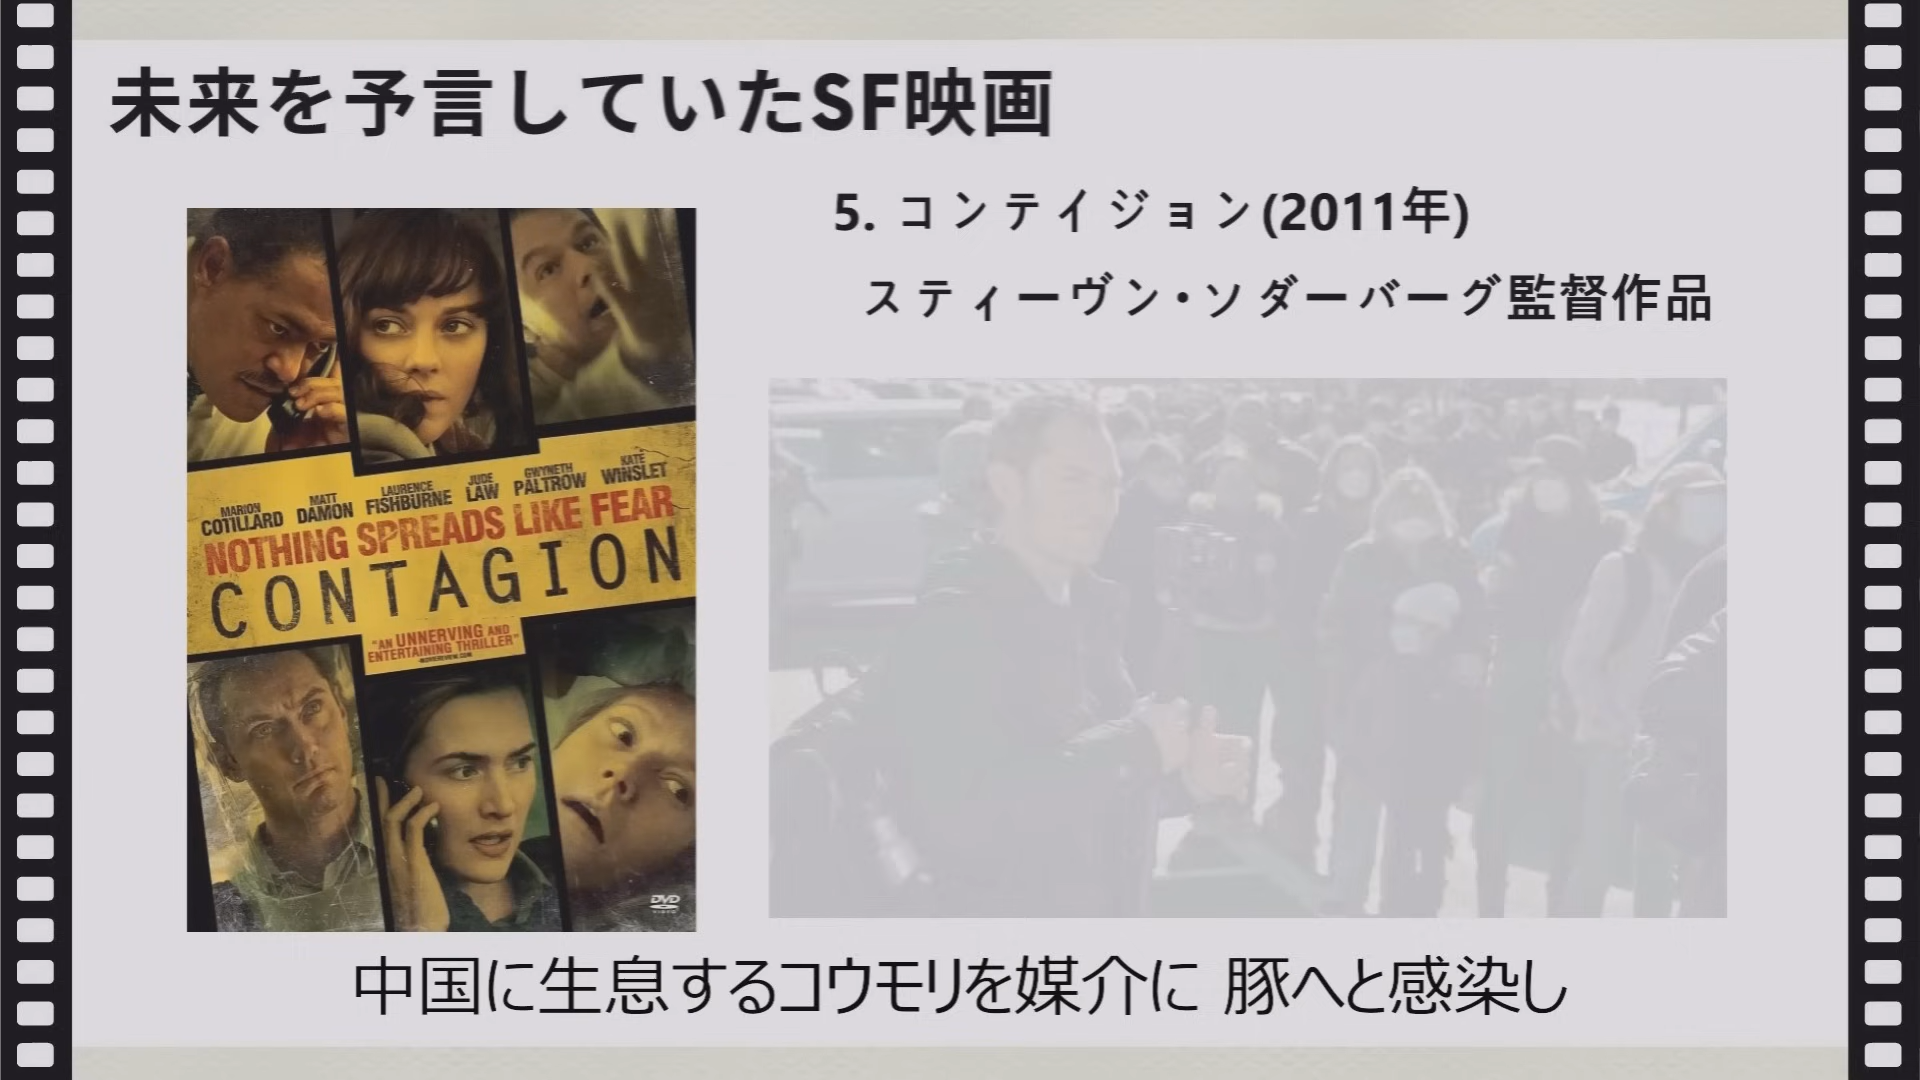 未来を予言していたSF映画
5. コンテイジョン(2011年)
スティーヴン・ソダーバーグ監督作品
MARION COTILLARD MATT DAMON LAURENCE FISHBURNE JUDE LAW GWYNETH PALTROW KATE WINSLET
NOTHING SPREADS LIKE FEAR
CONTAGION
"AN UNNERVING AND
ENTERTAINING THRILLER"
DVD
VIDEO
中国に生息するコウモリを媒介に 豚へと感染し